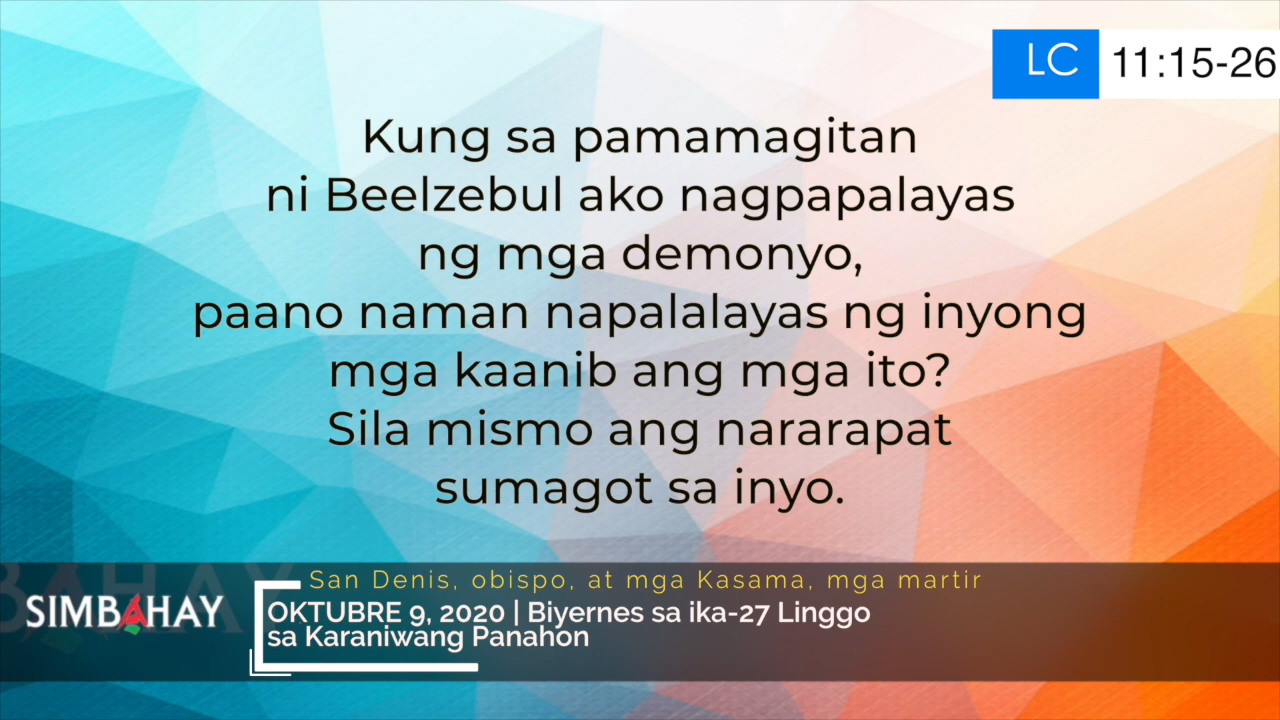 LC 11:15-26
Kung sa pamamagitan
ni Beelzebul ako nagpapalayas
ng mga demonyo,
paano naman napalalayas ng inyong
mga kaanib ang mga ito?
Sila mismo ang nararapat
sumagot sa inyo.
San Denis, obispo, at mga Kasama, mga martir
SIMBAHAY
OKTUBRE 9, 2020 | Biyernes sa ika-27 Linggo
sa Karaniwang Panahon